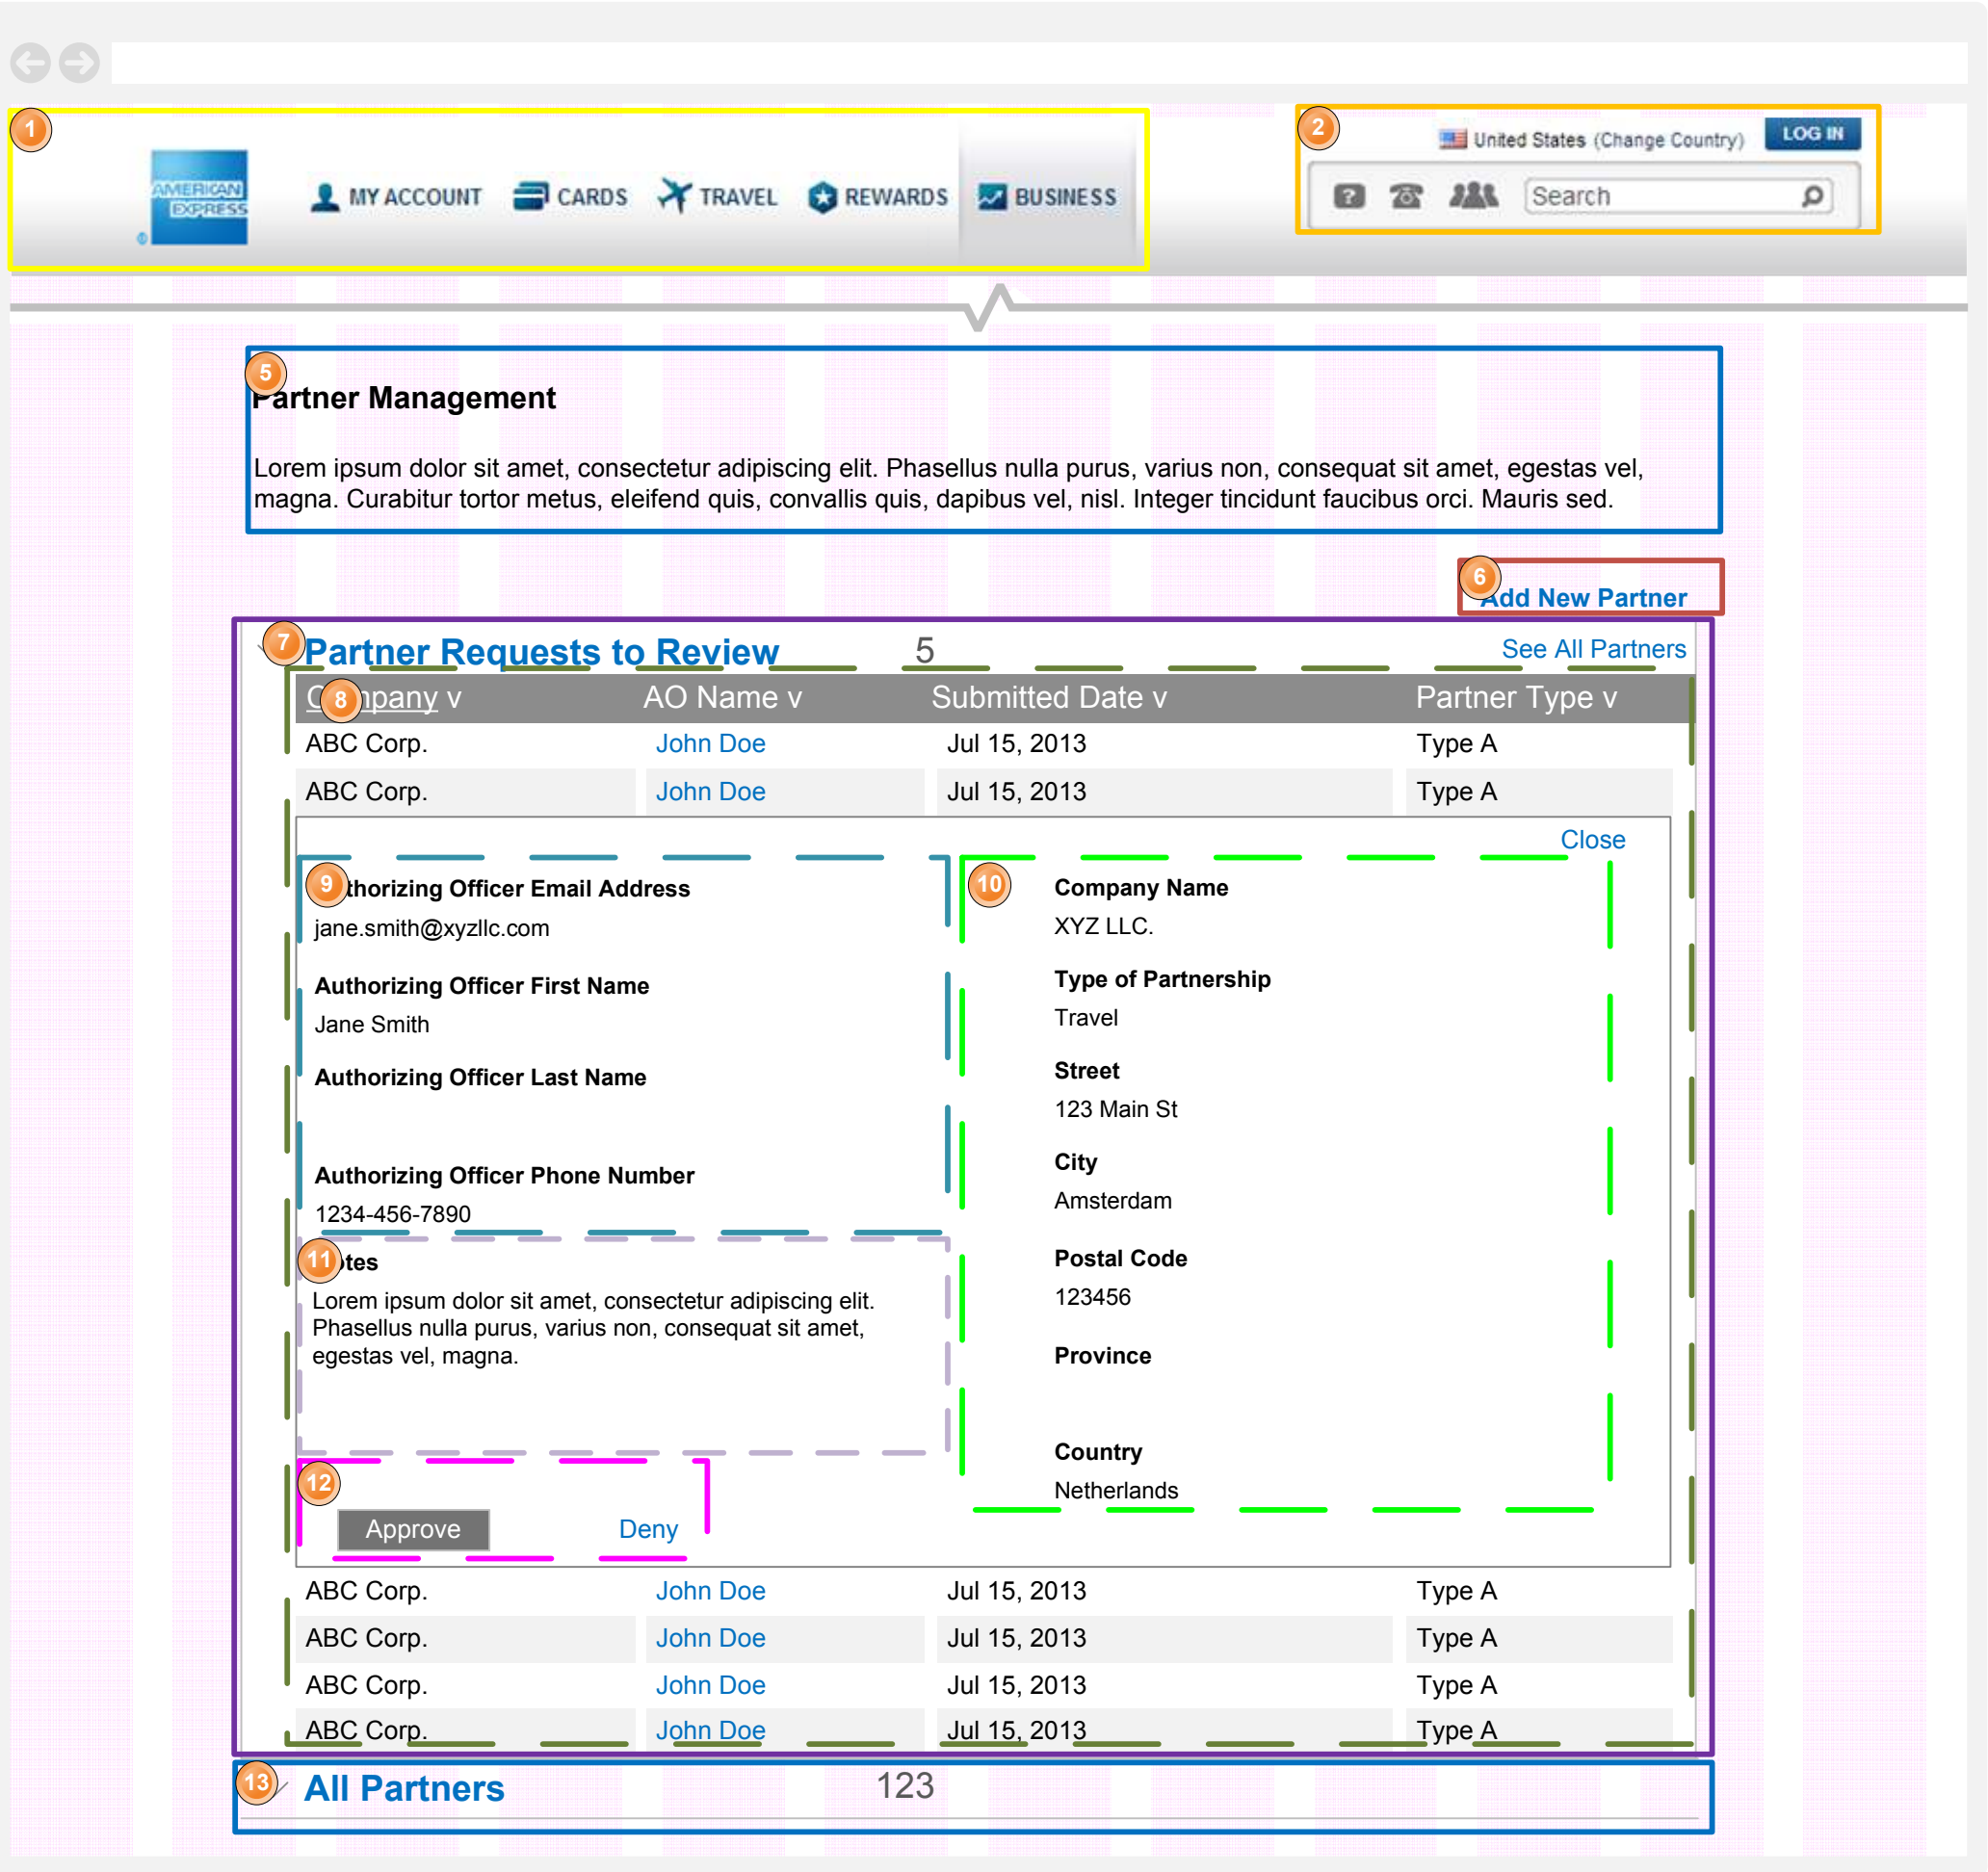 1
2
United States (Change Country) LOG IN
AMERICAN EXPRESS ®
MY ACCOUNT CARDS TRAVEL REWARDS BUSINESS
? Search
5
Partner Management
Lorem ipsum dolor sit amet, consectetur adipiscing elit. Phasellus nulla purus, varius non, consequat sit amet, egestas vel,
magna. Curabitur tortor metus, eleifend quis, convallis quis, dapibus vel, nisl. Integer tincidunt faucibus orci. Mauris sed.
6
Add New Partner
7
Partner Requests to Review 5 See All Partners
8
Company v AO Name v Submitted Date v Partner Type v
ABC Corp. John Doe Jul 15, 2013 Type A
ABC Corp. John Doe Jul 15, 2013 Type A
Close
9
Authorizing Officer Email Address
jane.smith@xyzllc.com
Authorizing Officer First Name
Jane Smith
Authorizing Officer Last Name
Authorizing Officer Phone Number
1234-456-7890
10
Company Name
XYZ LLC.
Type of Partnership
Travel
Street
123 Main St
City
Amsterdam
Postal Code
123456
Province
Country
Netherlands
11
Notes
Lorem ipsum dolor sit amet, consectetur adipiscing elit.
Phasellus nulla purus, varius non, consequat sit amet,
egestas vel, magna.
12
Approve Deny
ABC Corp. John Doe Jul 15, 2013 Type A
ABC Corp. John Doe Jul 15, 2013 Type A
ABC Corp. John Doe Jul 15, 2013 Type A
ABC Corp. John Doe Jul 15, 2013 Type A
13
All Partners 123